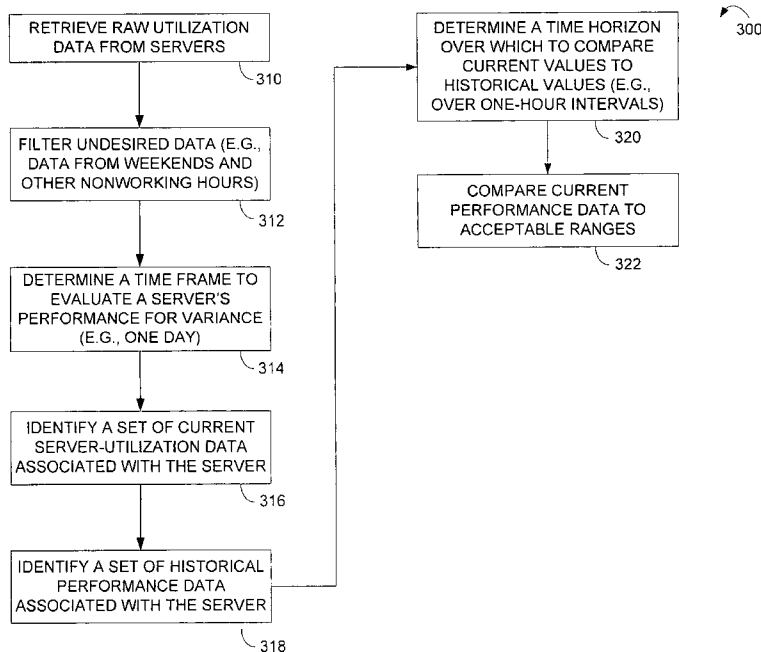 RETRIEVE RAW UTILIZATION
DATA FROM SERVERS
310
FILTER UNDESIRED DATA (E.G.,
DATA FROM WEEKENDS AND
OTHER NONWORKING HOURS)
312
DETERMINE A TIME FRAME TO
EVALUATE A SERVER'S
PERFORMANCE FOR VARIANCE
(E.G., ONE DAY)
314
IDENTIFY A SET OF CURRENT
SERVER-UTILIZATION DATA
ASSOCIATED WITH THE SERVER
316
IDENTIFY A SET OF HISTORICAL
PERFORMANCE DATA
ASSOCIATED WITH THE SERVER
318
DETERMINE A TIME HORIZON
OVER WHICH TO COMPARE
CURRENT VALUES TO
HISTORICAL VALUES (E.G.,
OVER ONE-HOUR INTERVALS)
320
COMPARE CURRENT
PERFORMANCE DATA TO
ACCEPTABLE RANGES
322
300